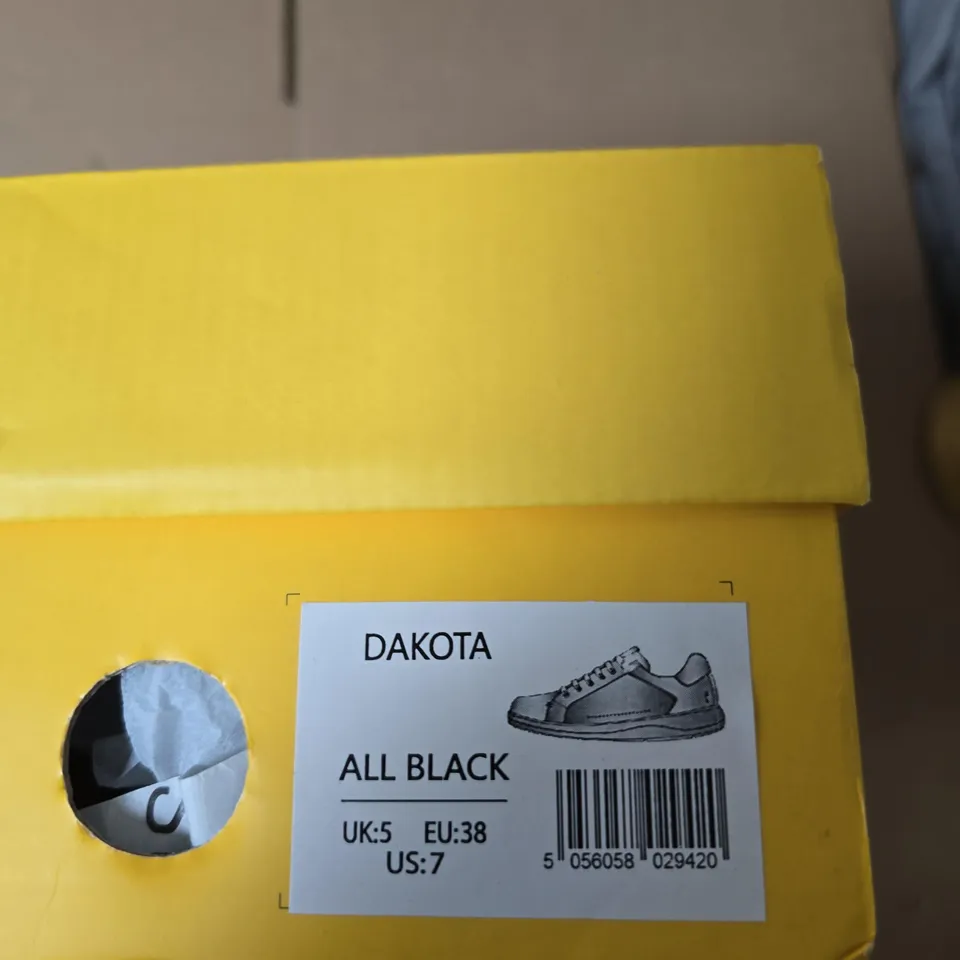 DAKOTA
ALL BLACK
UK:5 EU:38
US:7
5 056058 029420